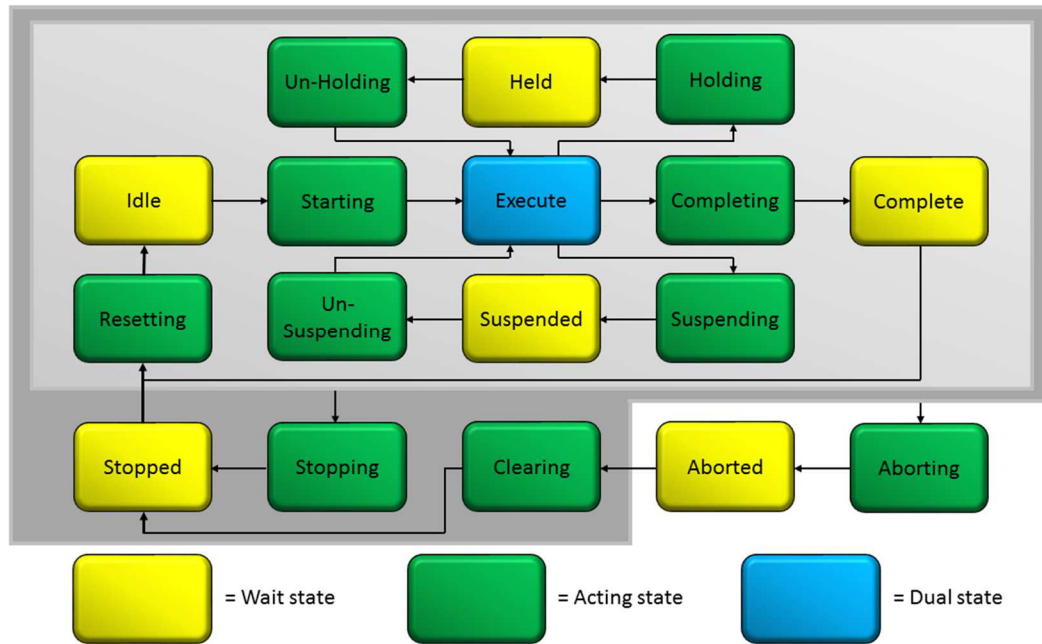 Un-Holding
Held
Holding
Idle
Starting
Execute
Completing
Complete
Resetting
Un-
Suspending
Suspended
Suspending
Stopped
Stopping
Clearing
Aborted
Aborting
= Wait state
= Acting state
= Dual state